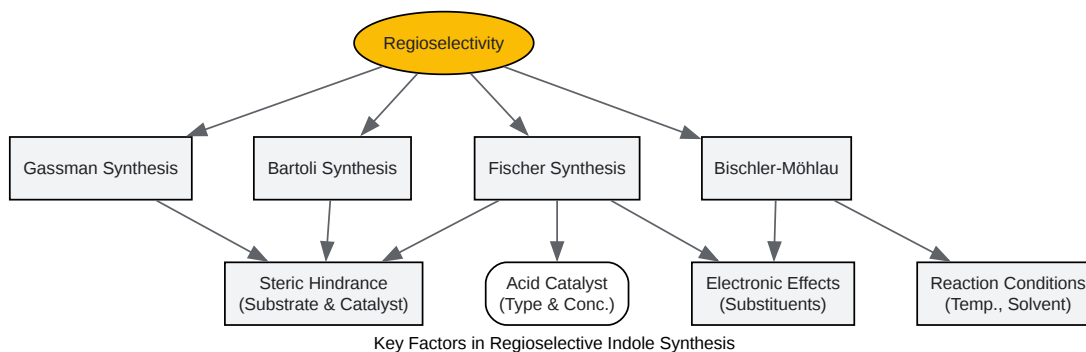 Regioselectivity
Gassman Synthesis
Bartoli Synthesis
Fischer Synthesis
Bischler-Möhlau
Steric Hindrance
(Substrate & Catalyst)
Acid Catalyst
(Type & Conc.)
Electronic Effects
(Substituents)
Reaction Conditions
(Temp., Solvent)
Key Factors in Regioselective Indole Synthesis